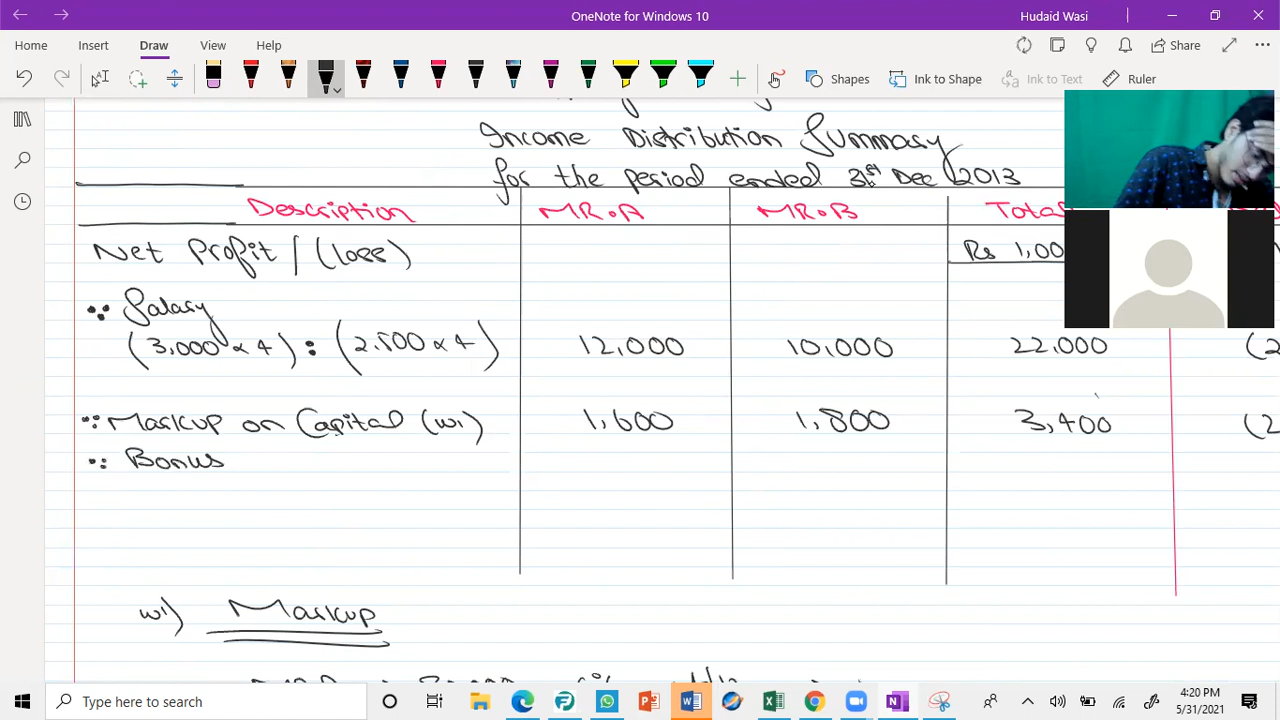 OneNote for Windows 10
Hudaid Wasi
Home Insert Draw View Help
Share
Shapes Ink to Shape Ink to Text Ruler
Income Distribution Summary
for the period ended 31st Dec 2013
Description MR.A MR.B Total
Net Profit / (loss) Rs 1,00
Salary
(3,000 x 4) : (2,500 x 4) 12,000 10,000 22,000 (2
Markup on Capital (w1) 1,600 1,800 3,400 (2
Bonus
w1) Markup
Type here to search
4:20 PM
5/31/2021